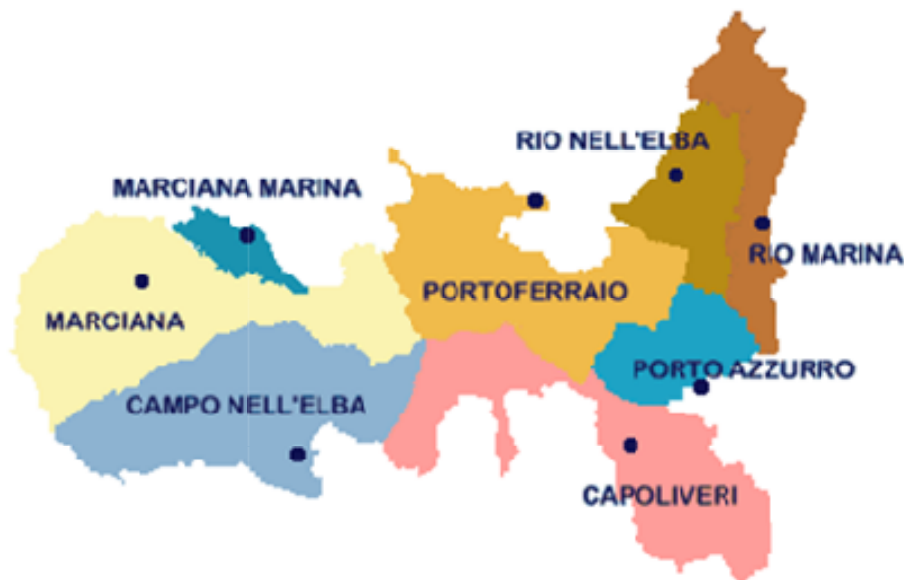 RIO NELL'ELBA
MARCIANA MARINA
RIO MARINA
PORTOFERRAIO
MARCIANA
PORTO AZZURRO
CAMPO NELL'ELBA
CAPOLIVERI